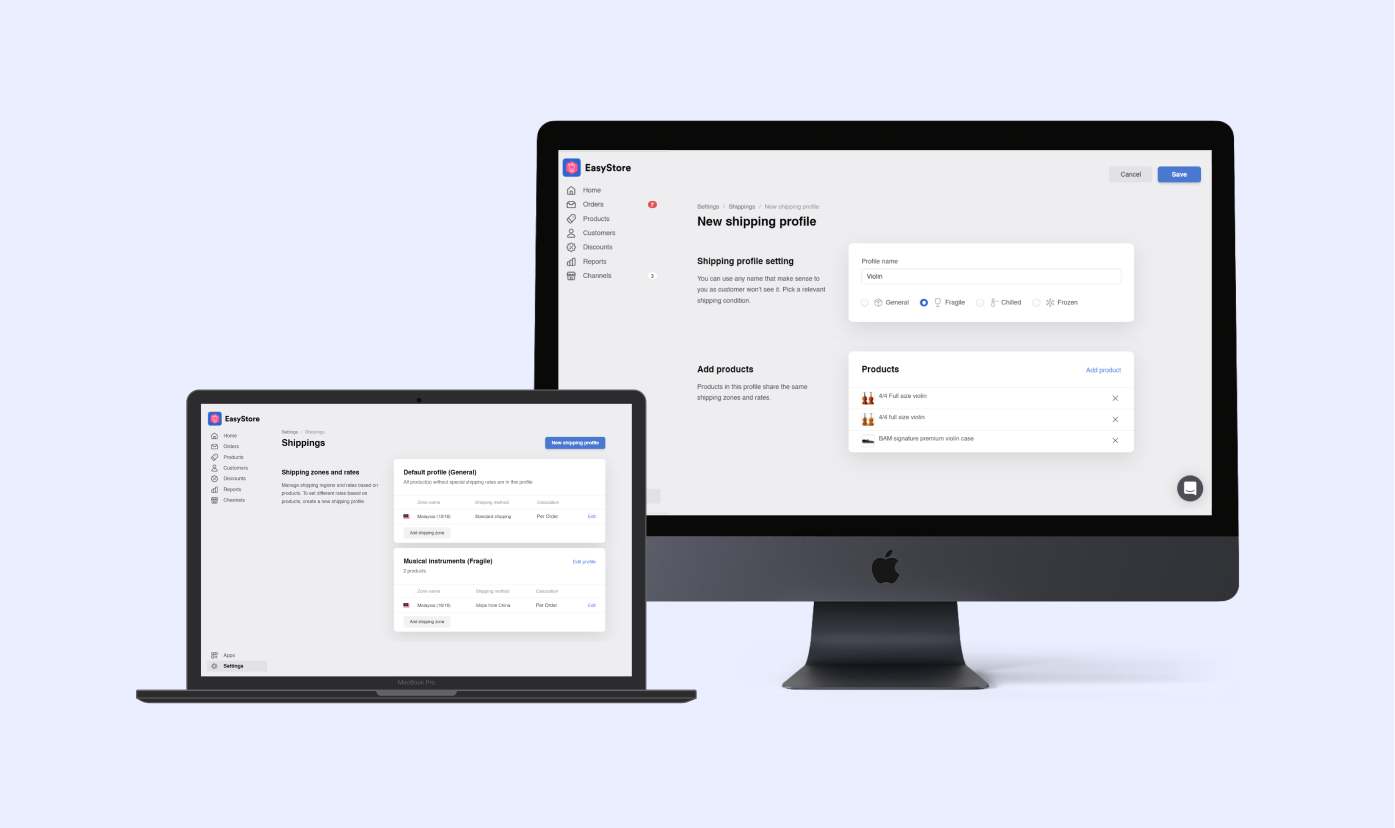 EasyStore
Home
Orders
7
Products
Customers
Discounts
Reports
Channels
3
Cancel
Save
Settings / Shippings / New shipping profile
New shipping profile
Shipping profile setting
You can use any name that make sense to
you as customer won't see it. Pick a relevant
shipping condition.
Profile name
Violin
General
Fragile
Chilled
Frozen
Add products
Products in this profile share the same
shipping zones and rates.
Products
Add product
4/4 Full size violin
4/4 full size violin
BAM signature premium violin case
EasyStore
Home
Orders
Products
Customers
Discounts
Reports
Channels
Apps
Settings
Settings / Shippings
Shippings
New shipping profile
Shipping zones and rates
Manage shipping regions and rates based on
products. To set different rates based on
products, create a new shipping profile.
Default profile (General)
All product(s) without special shipping rates are in this profile
Zone name Shipping method Calculation
Malaysia (13/16) Standard shipping Per Order Edit
Add shipping zone
Musical instruments (Fragile)
Edit profile
2 products
Zone name Shipping method Calculation
Malaysia (16/16) Ships from China Per Order Edit
Add shipping zone
MacBook Pro